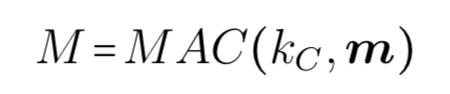 M = MAC(k_C, m)